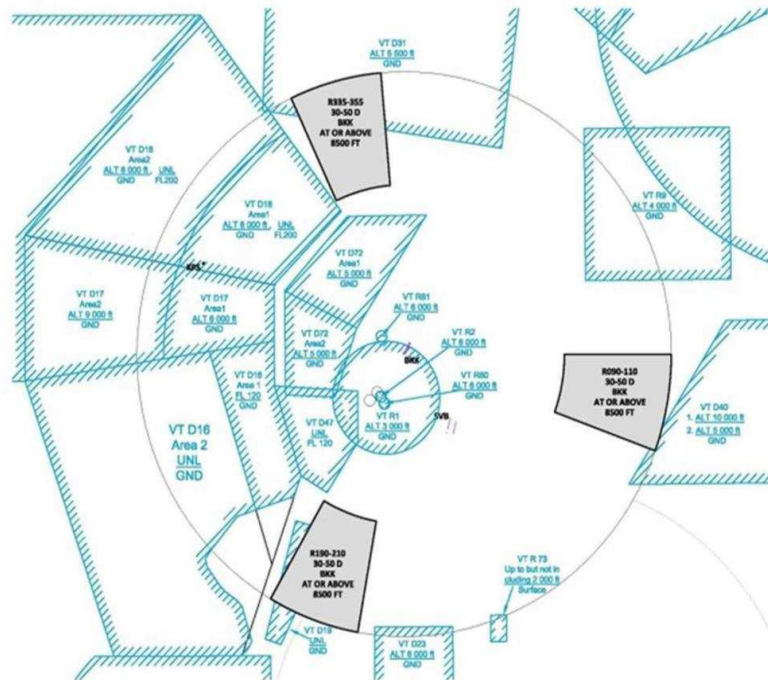 VT D31
ALT 5 500 ft
GND
R335-355
30-50 D
BKK
AT OR ABOVE
8500 FT
VT D18
Area2
ALT 6 000 ft, UNL
GND FL200
VT D18
Area1
ALT 6 000 ft, UNL
GND FL200
VT R9
ALT 4 000 ft
GND
VT D72
Area1
ALT 5 000 ft
GND
KPS
VT D17
Area2
ALT 9 000 ft
GND
VT D17
Area1
ALT 6 000 ft
GND
VT R81
ALT 6 000 ft
GND
VT D72
Area2
ALT 5 000 ft
GND
VT R2
ALT 6 000 ft
GND
BKK
VT R80
ALT 6 000 ft
GND
VT D16
Area 1
FL 120
GND
R090-110
30-50 D
BKK
AT OR ABOVE
8500 FT
VT D47
UNL
FL 120
VT R1
ALT 3 000 ft
GND
SVB
VT D40
1. ALT 10 000 ft
2. ALT 5 000 ft
GND
VT D16
Area 2
UNL
GND
R190-210
30-50 D
BKK
AT OR ABOVE
8500 FT
VT R 73
Up to but not in
cluding 2 000 ft
Surface
VT D19
UNL
GND
VT D23
ALT 6 000 ft
GND